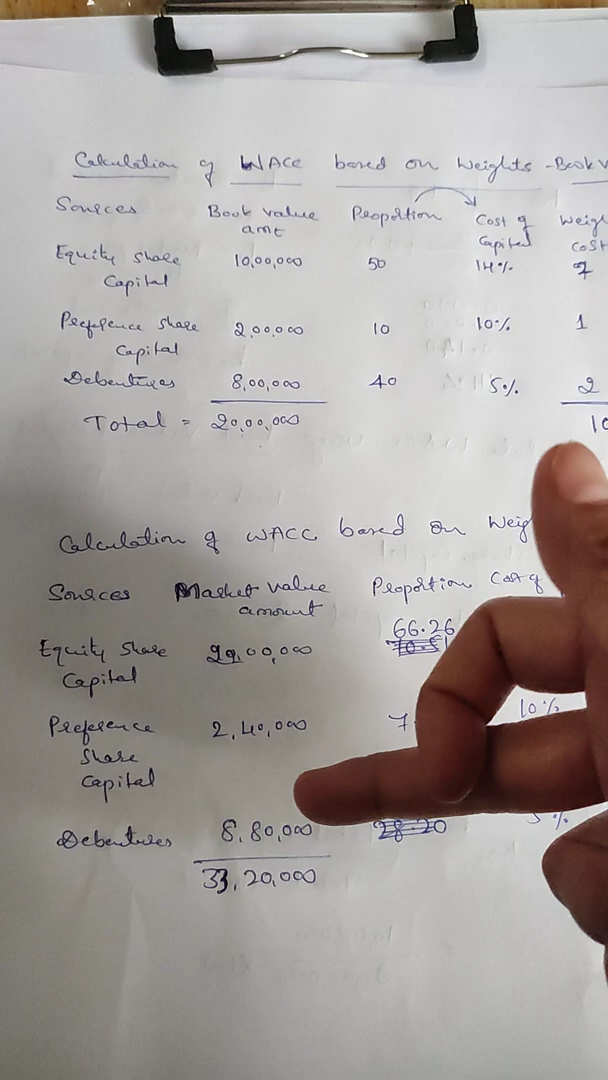 Calculation of WACC based on Weights - Book V
Sources Book value Proportion Cost of Weigh
amt Capital cost
Equity share 10,00,000 50 14% 7
Capital
Preference share 2,00,000 10 10% 1
Capital
Debentures 8,00,000 40 5% 2
Total = 20,00,000 10
Calculation of WACC based on Weig
Sources Market value Proportion Cost of
amount
66.26
Equity Share 22,00,000
Capital
Preference 2,40,000 7. 10%
Share
Capital
Debentures 8,80,000 28.20 5%
33,20,000